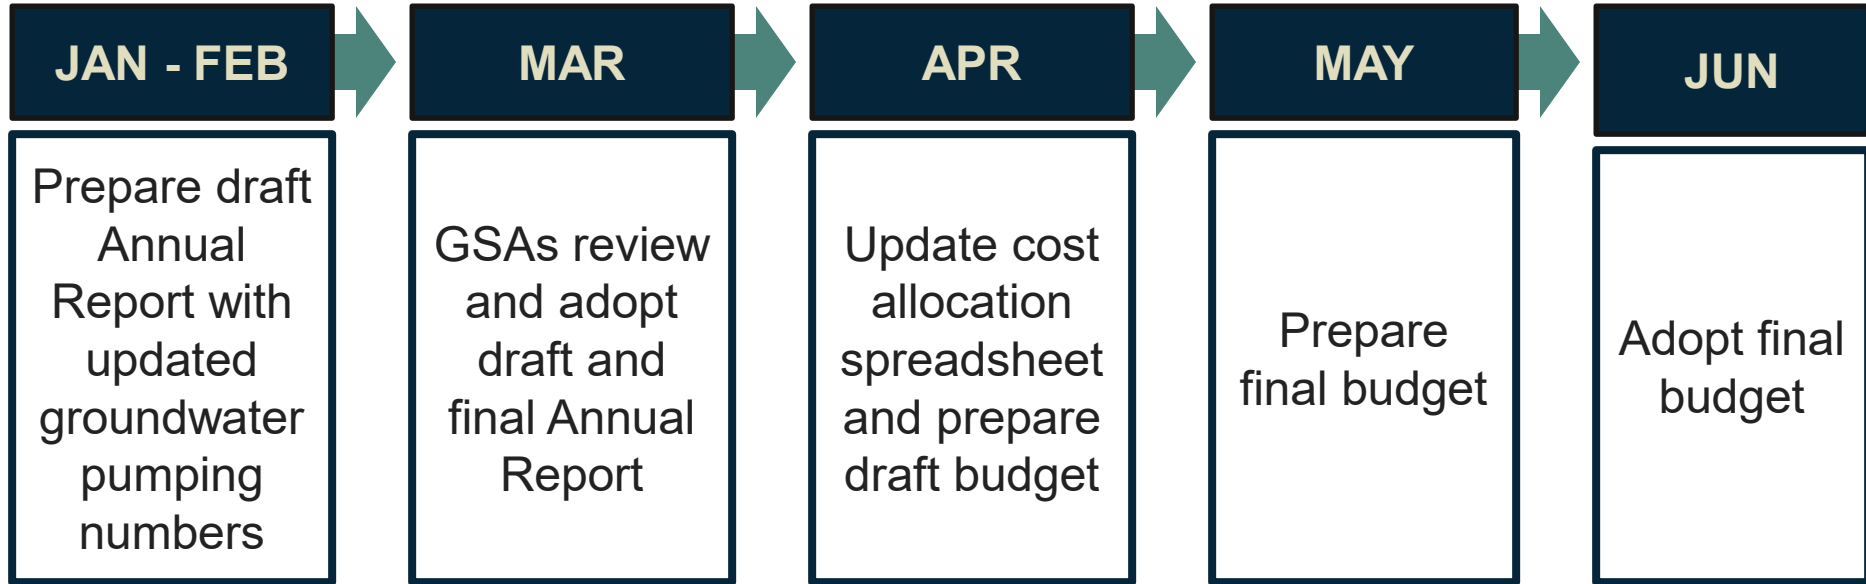 JAN - FEB
Prepare draft
Annual
Report with
updated
groundwater
pumping
numbers
MAR
GSAs review
and adopt
draft and
final Annual
Report
APR
Update cost
allocation
spreadsheet
and prepare
draft budget
MAY
Prepare
final budget
JUN
Adopt final
budget